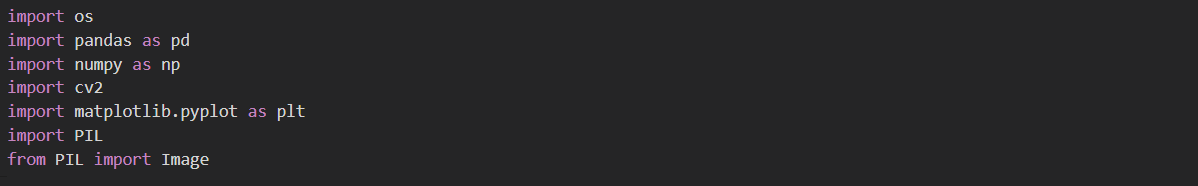 import os
import pandas as pd
import numpy as np
import cv2
import matplotlib.pyplot as plt
import PIL
from PIL import Image